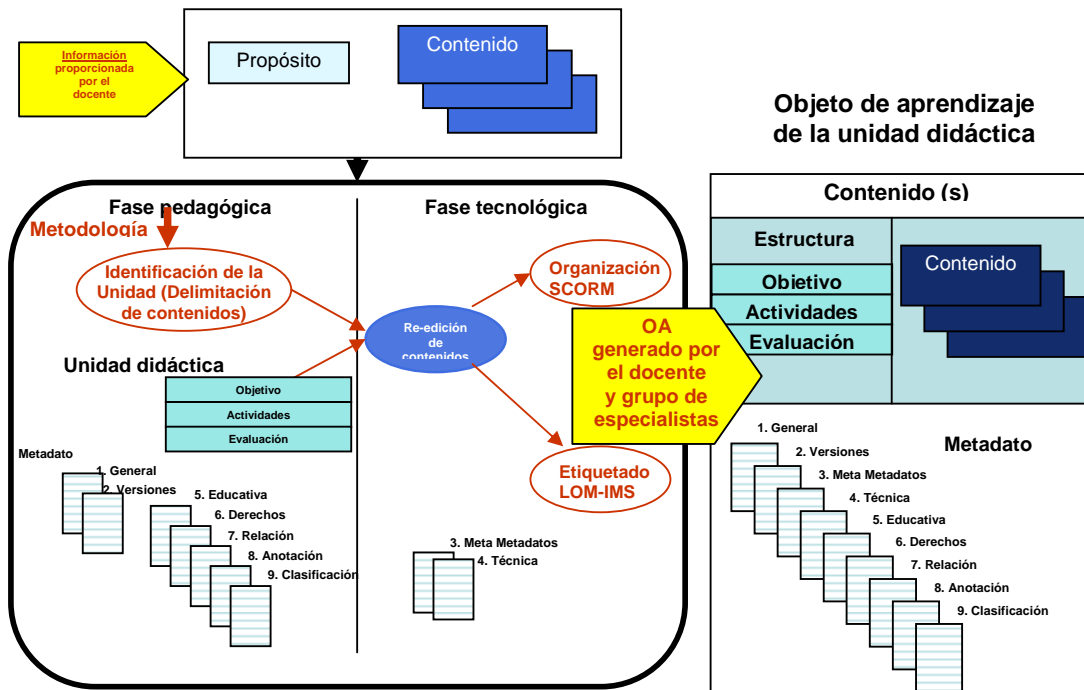 Información
proporcionada
por el
docente
Propósito
Contenido
Objeto de aprendizaje
de la unidad didáctica
Fase pedagógica
Fase tecnológica
Metodología
Identificación de la
Unidad (Delimitación
de contenidos)
Organización
SCORM
Re-edición
de
contenidos
Unidad didáctica
Objetivo
Actividades
Evaluación
OA
generado por
el docente
y grupo de
especialistas
Etiquetado
LOM-IMS
Metadato
1. General
2. Versiones
5. Educativa
6. Derechos
7. Relación
8. Anotación
9. Clasificación
3. Meta Metadatos
4. Técnica
Contenido (s)
Estructura
Objetivo
Actividades
Evaluación
Contenido
Metadato
1. General
2. Versiones
3. Meta Metadatos
4. Técnica
5. Educativa
6. Derechos
7. Relación
8. Anotación
9. Clasificación